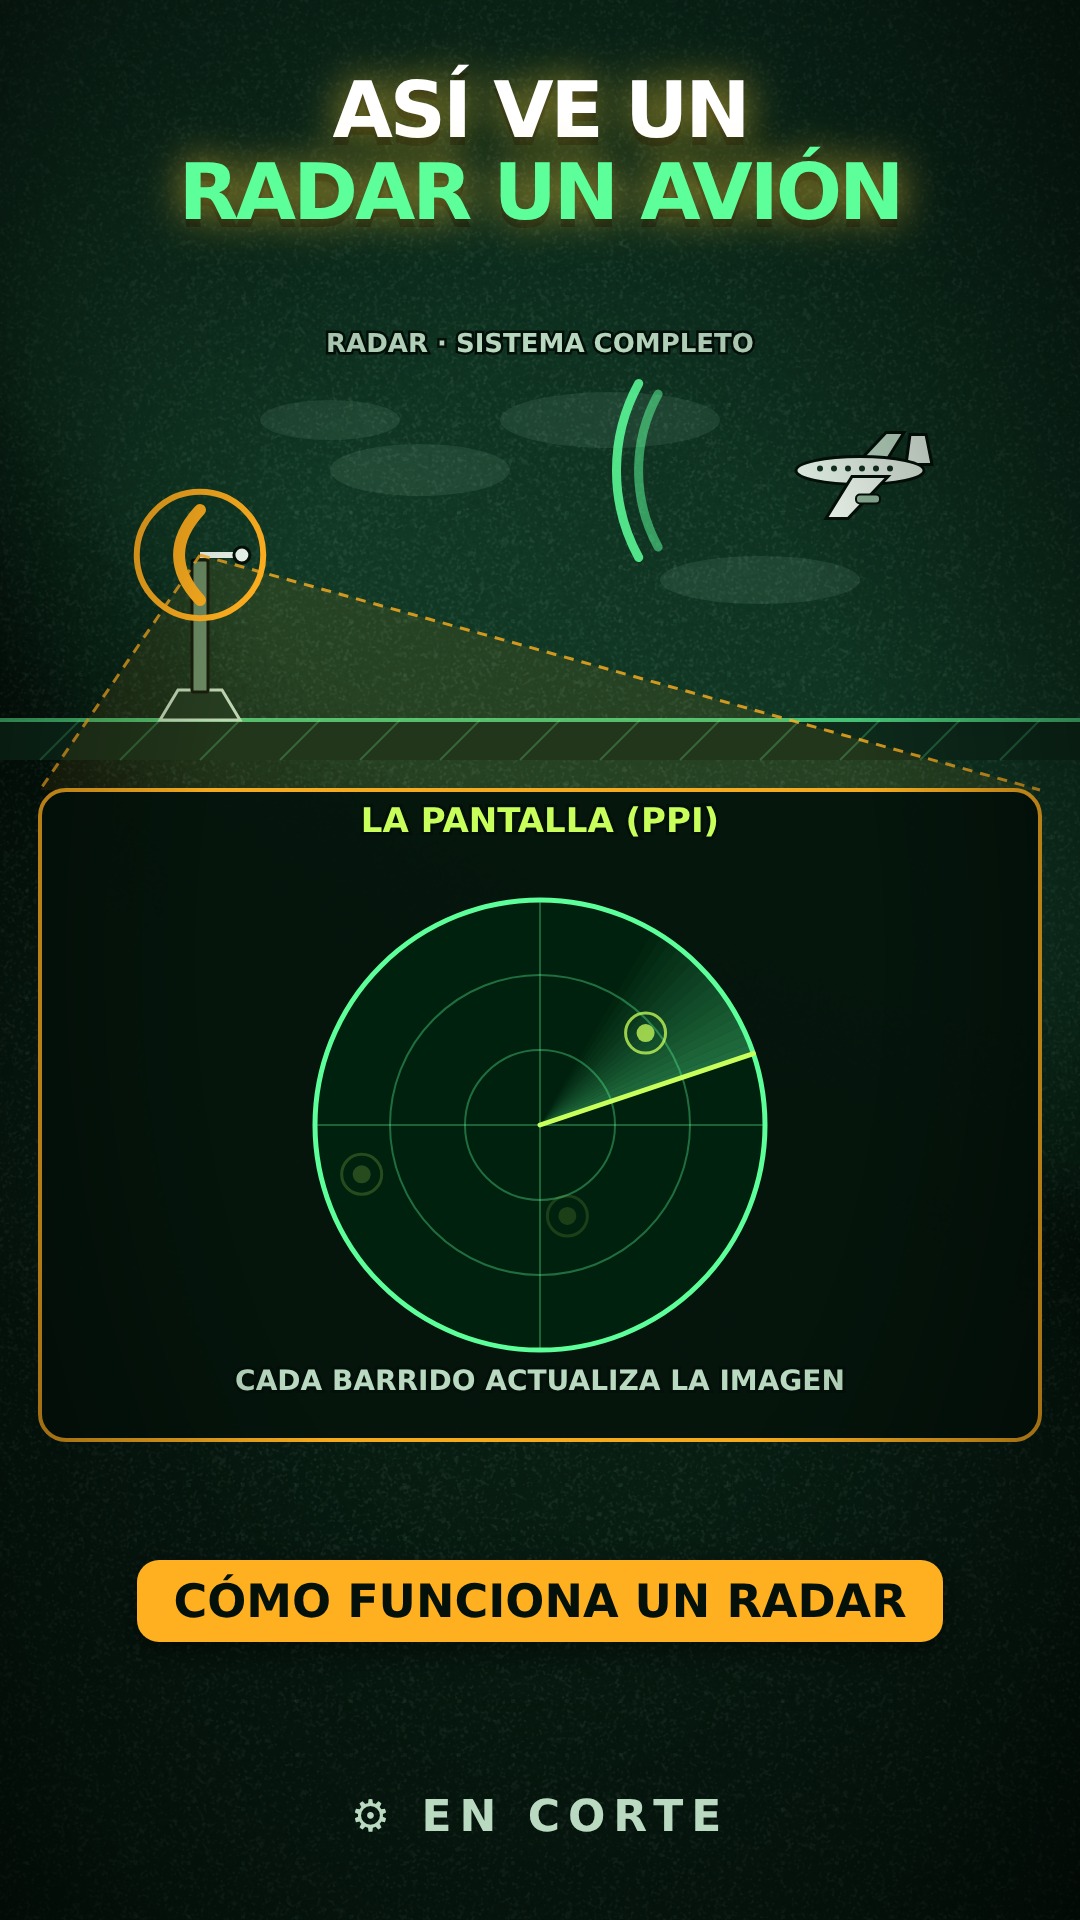 ASÍ VE UN
RADAR UN AVIÓN
RADAR · SISTEMA COMPLETO
LA PANTALLA (PPI)
CADA BARRIDO ACTUALIZA LA IMAGEN
CÓMO FUNCIONA UN RADAR
⚙ EN CORTE